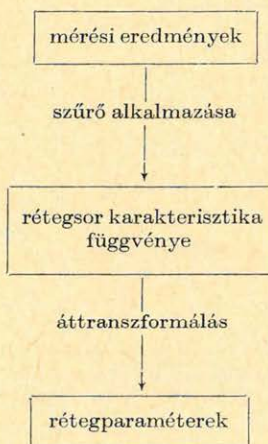 mérési eredmények
szűrő alkalmazása
rétegsor karakterisztika
függvénye
áttranszformálás
rétegparaméterek